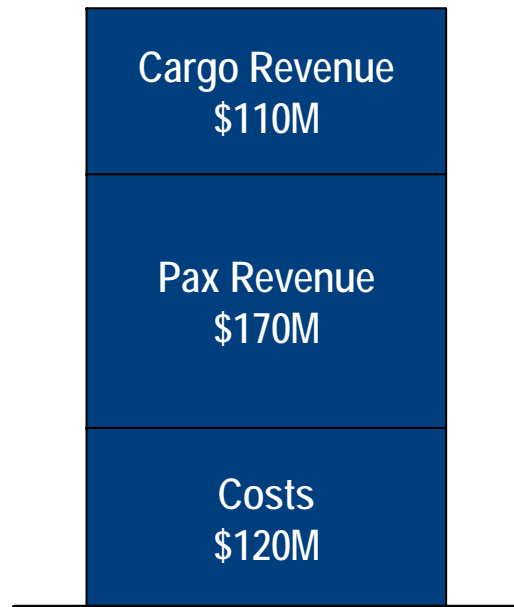 Cargo Revenue
$110M
Pax Revenue
$170M
Costs
$120M